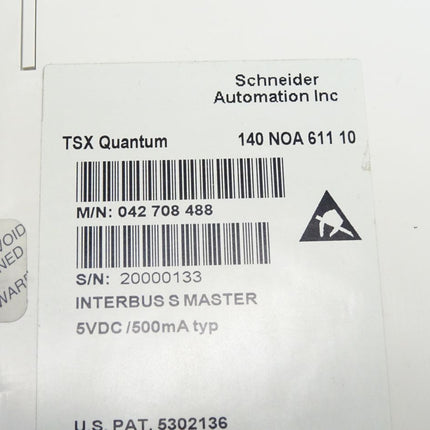 Schneider
Automation Inc
TSX Quantum 140 NOA 611 10
M/N: 042 708 488
S/N: 20000133
INTERBUS S MASTER
5VDC /500mA typ
U.S. PAT. 5302136
VOID